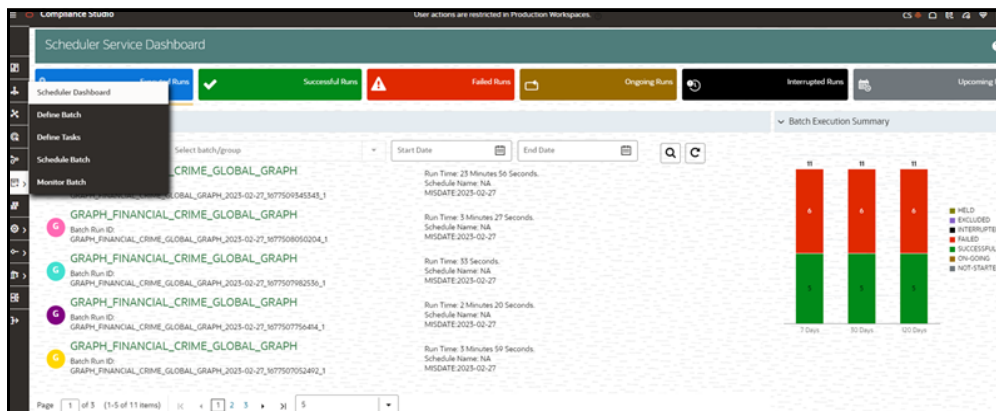 Compliance Studio
User actions are restricted in Production Workspaces.
CS
Scheduler Service Dashboard
Executed Runs
Successful Runs
Failed Runs
Ongoing Runs
Interrupted Runs
Upcoming
Scheduler Dashboard
Define Batch
Define Tasks
Schedule Batch
Monitor Batch
Batch Execution Summary
Select batch/group
Start Date
End Date
CRIME_GLOBAL_GRAPH
GRAPH_FINANCIAL_CRIME_GLOBAL_GRAPH_2023-02-27_1677509345343_1
Run Time: 23 Minutes 56 Seconds.
Schedule Name: NA
MISDATE:2023-02-27
G
GRAPH_FINANCIAL_CRIME_GLOBAL_GRAPH
Batch Run ID:
GRAPH_FINANCIAL_CRIME_GLOBAL_GRAPH_2023-02-27_1677508050204_1
Run Time: 3 Minutes 27 Seconds.
Schedule Name: NA
MISDATE:2023-02-27
G
GRAPH_FINANCIAL_CRIME_GLOBAL_GRAPH
Batch Run ID:
GRAPH_FINANCIAL_CRIME_GLOBAL_GRAPH_2023-02-27_1677507982536_1
Run Time: 33 Seconds.
Schedule Name: NA
MISDATE:2023-02-27
G
GRAPH_FINANCIAL_CRIME_GLOBAL_GRAPH
Batch Run ID:
GRAPH_FINANCIAL_CRIME_GLOBAL_GRAPH_2023-02-27_1677507756414_1
Run Time: 2 Minutes 20 Seconds.
Schedule Name: NA
MISDATE:2023-02-27
G
GRAPH_FINANCIAL_CRIME_GLOBAL_GRAPH
Batch Run ID:
GRAPH_FINANCIAL_CRIME_GLOBAL_GRAPH_2023-02-27_1677507052492_1
Run Time: 3 Minutes 59 Seconds.
Schedule Name: NA
MISDATE:2023-02-27
Page 1 of 3 (1-5 of 11 items) 1 2 3 5
11 11 11
6 6 6
5 5 5
7 Days 30 Days 120 Days
HELD
EXCLUDED
INTERRUPTE
FAILED
SUCCESSFUL
ON-GOING
NOT-STARTE